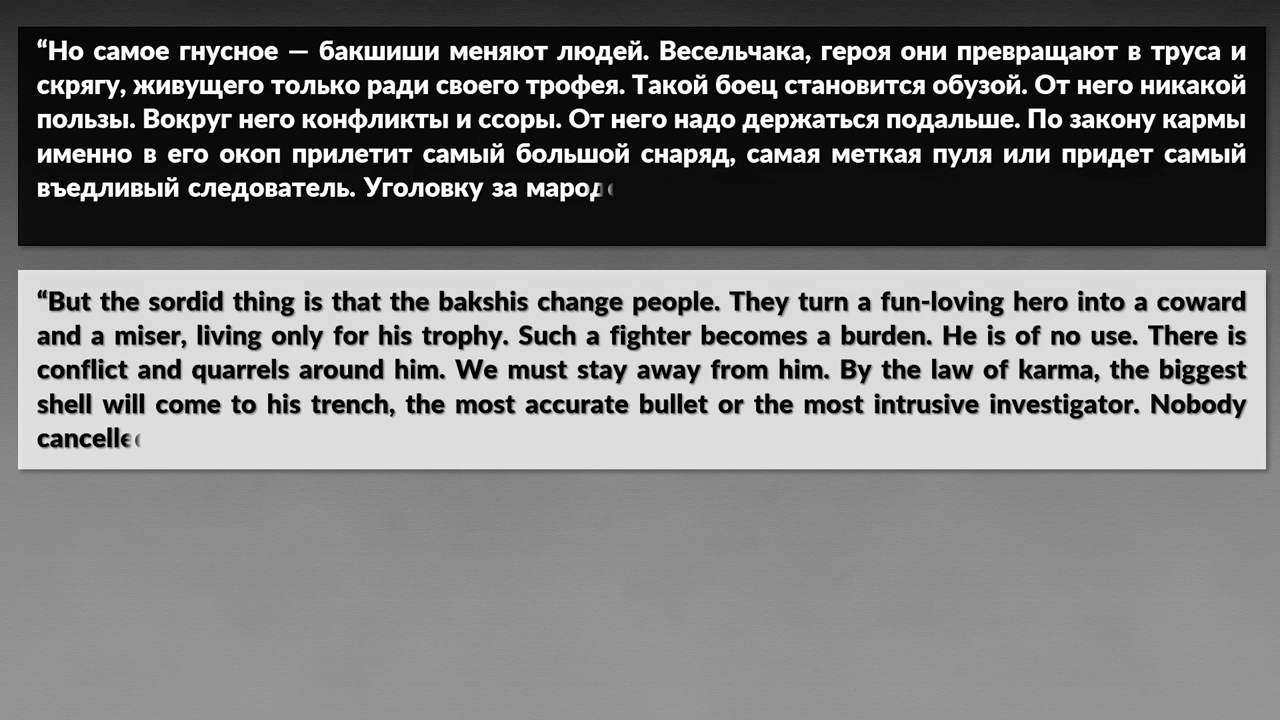 “Но самое гнусное — бакшиши меняют людей. Весельчака, героя они превращают в труса и
скрягу, живущего только ради своего трофея. Такой боец становится обузой. От него никакой
пользы. Вокруг него конфликты и ссоры. От него надо держаться подальше. По закону кармы
именно в его окоп прилетит самый большой снаряд, самая меткая пуля или придет самый
въедливый следователь. Уголовку за
“But the sordid thing is that the bakshis change people. They turn a fun-loving hero into a coward
and a miser, living only for his trophy. Such a fighter becomes a burden. He is of no use. There is
conflict and quarrels around him. We must stay away from him. By the law of karma, the biggest
shell will come to his trench, the most accurate bullet or the most intrusive investigator. Nobody